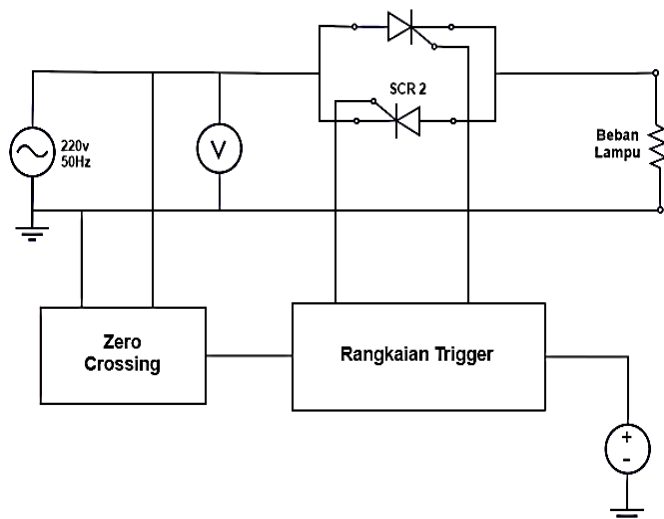 SCR 2
220v
50Hz
V
Beban
Lampu
Zero
Crossing
Rangkaian Trigger
+
-